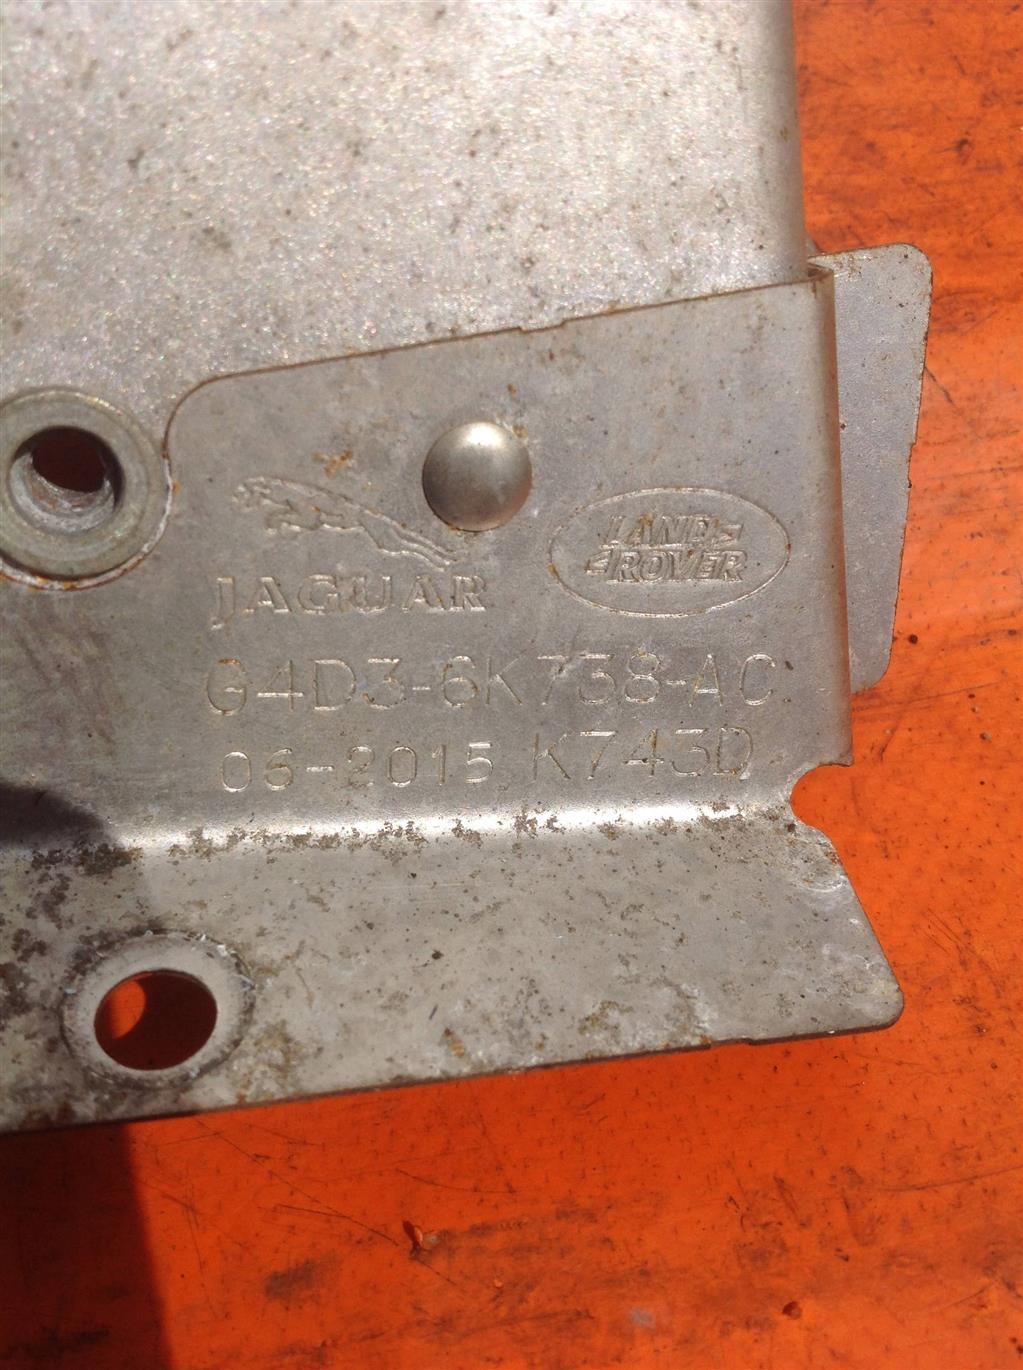 JAGUAR
LAND
ROVER
G4D3-6K738-AC
06-2015 K743D